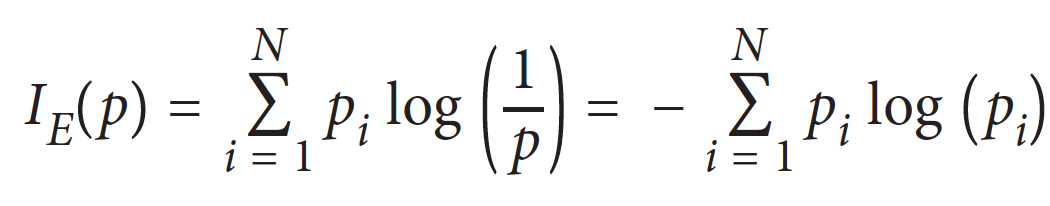 I_E(p) = ∑_{i = 1}^{N} p_i log (1/p) = − ∑_{i = 1}^{N} p_i log (p_i)